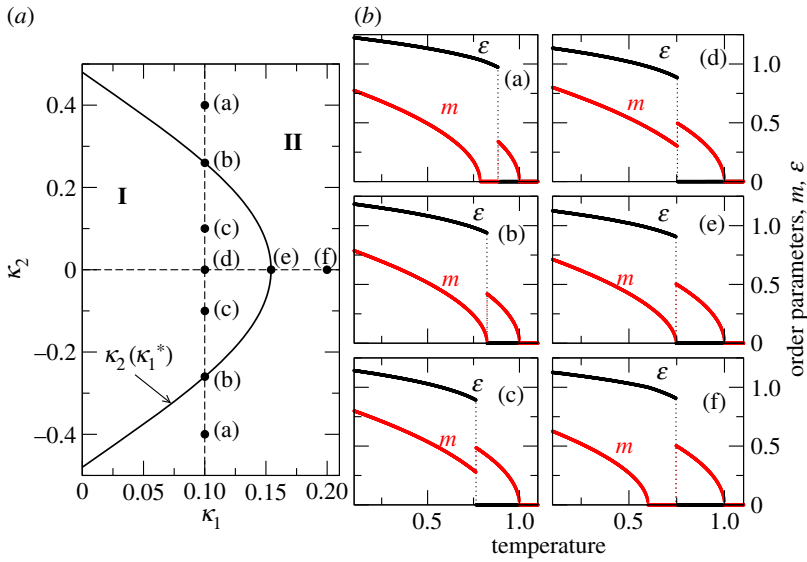 (a)
0.4
0.2
0
−0.2
−0.4
κ₂
0
0.05
0.10
0.15
0.20
κ₁
I
II
(a)
(b)
(c)
(d)
(e)
(f)
(c)
(b)
(a)
κ₂(κ₁*)
(b)
ε
m
(a)
ε
m
(d)
1.0
0.5
0
ε
m
(b)
ε
m
(e)
1.0
0.5
0
ε
m
(c)
ε
m
(f)
1.0
0.5
0
0.5
1.0
0.5
1.0
temperature
order parameters, m, ε